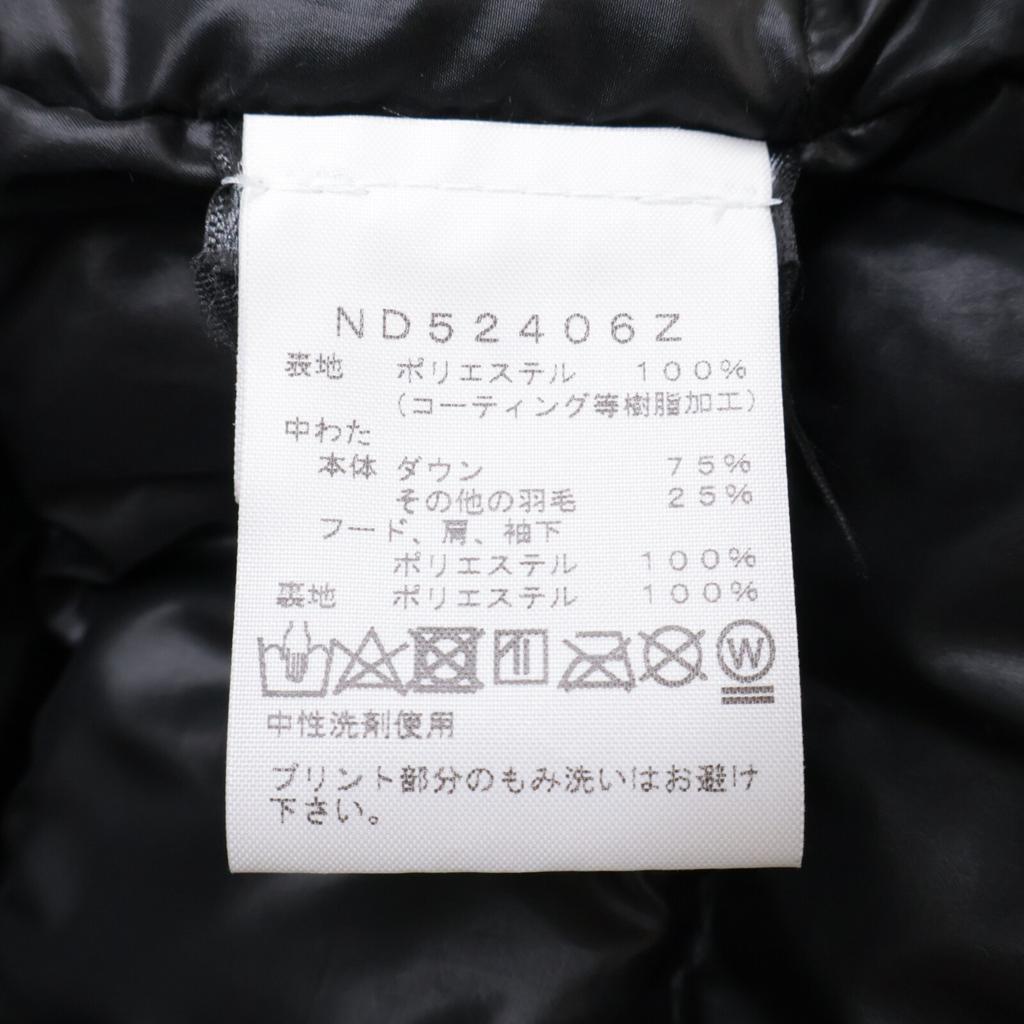 ND52406Z
表地 ポリエステル 100%
(コーティング等樹脂加工)
中わた
本体 ダウン 75%
その他の羽毛 25%
フード、肩、袖下
ポリエステル 100%
裏地 ポリエステル 100%
W
中性洗剤使用
プリント部分のもみ洗いはお避け
下さい。